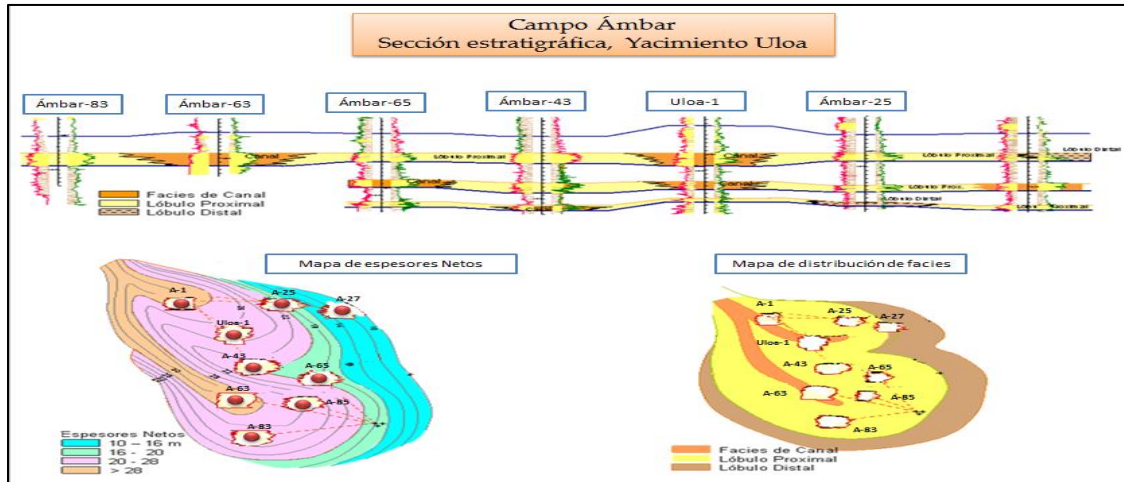 Campo Ámbar
Sección estratigráfica, Yacimiento Uloa
Ámbar-83
Ámbar-63
Ámbar-65
Ámbar-43
Uloa-1
Ámbar-25
Canal
Lóbulo Proximal
Canal
Lóbulo Proximal
Lóbulo Distal
Canal
Canal
Lóbulo Prox.
Lóbulo Distal
Facies de Canal
Lóbulo Proximal
Lóbulo Distal
Mapa de espesores Netos
A-1
A-25
A-27
Uloa-1
A-43
A-65
A-63
A-85
A-83
Espesores Netos
10 – 16 m
16 - 20
20 - 28
> 28
Mapa de distribución de facies
A-1
A-25
A-27
Uloa-1
A-43
A-65
A-63
A-85
A-83
Facies de Canal
Lóbulo Proximal
Lóbulo Distal